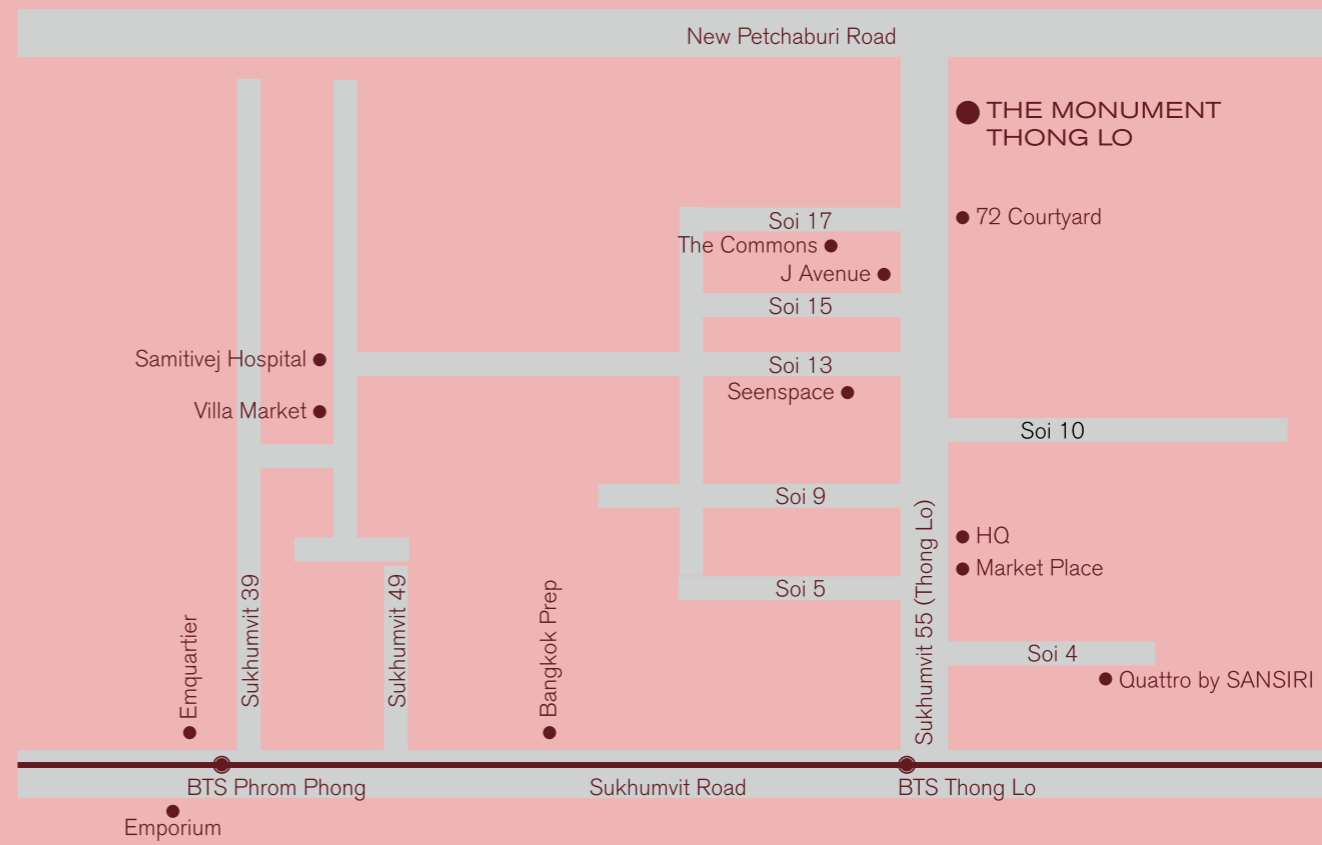 New Petchaburi Road
THE MONUMENT
THONG LO
72 Courtyard
Soi 17
The Commons
J Avenue
Soi 15
Samitivej Hospital
Soi 13
Seenspace
Villa Market
Soi 10
Soi 9
HQ
Market Place
Soi 5
Sukhumvit 39
Sukhumvit 49
Emquartier
Bangkok Prep
Sukhumvit 55 (Thong Lo)
Soi 4
Quattro by SANSIRI
BTS Phrom Phong
Sukhumvit Road
BTS Thong Lo
Emporium